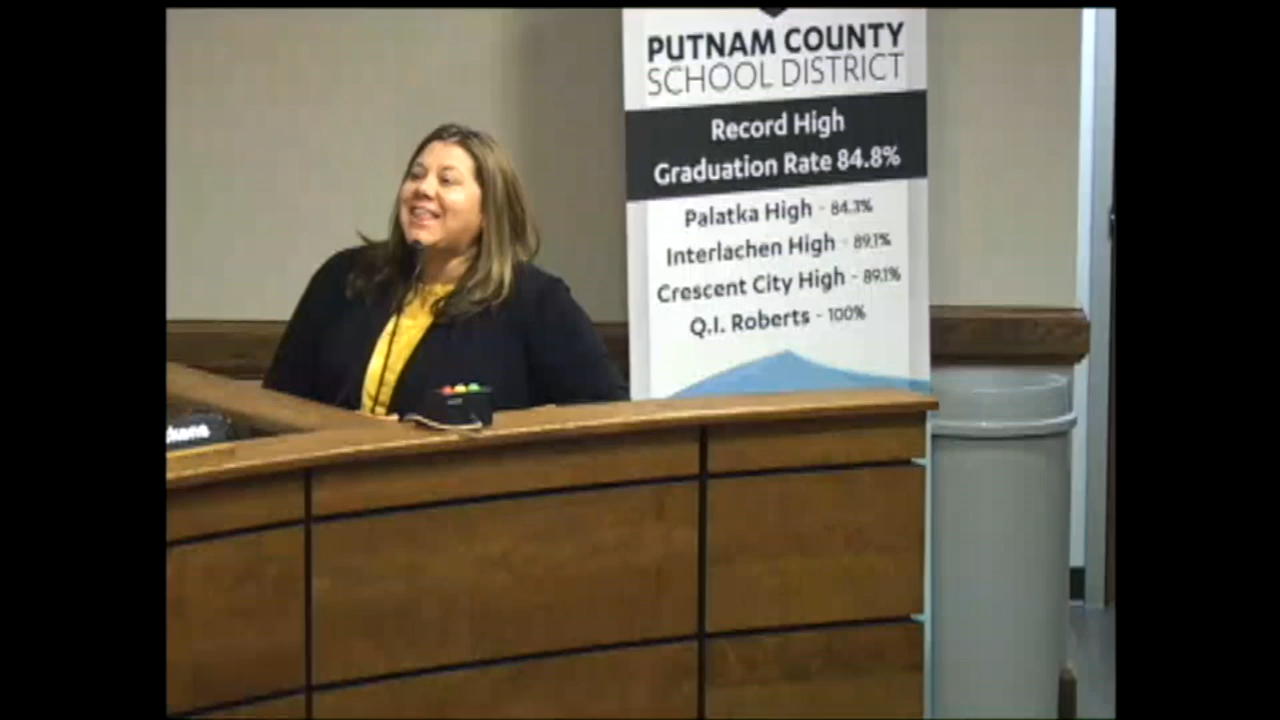 PUTNAM COUNTY
SCHOOL DISTRICT
Record High
Graduation Rate 84.8%
Palatka High - 84.3%
Interlachen High - 89.1%
Crescent City High - 89.1%
Q.I. Roberts - 100%